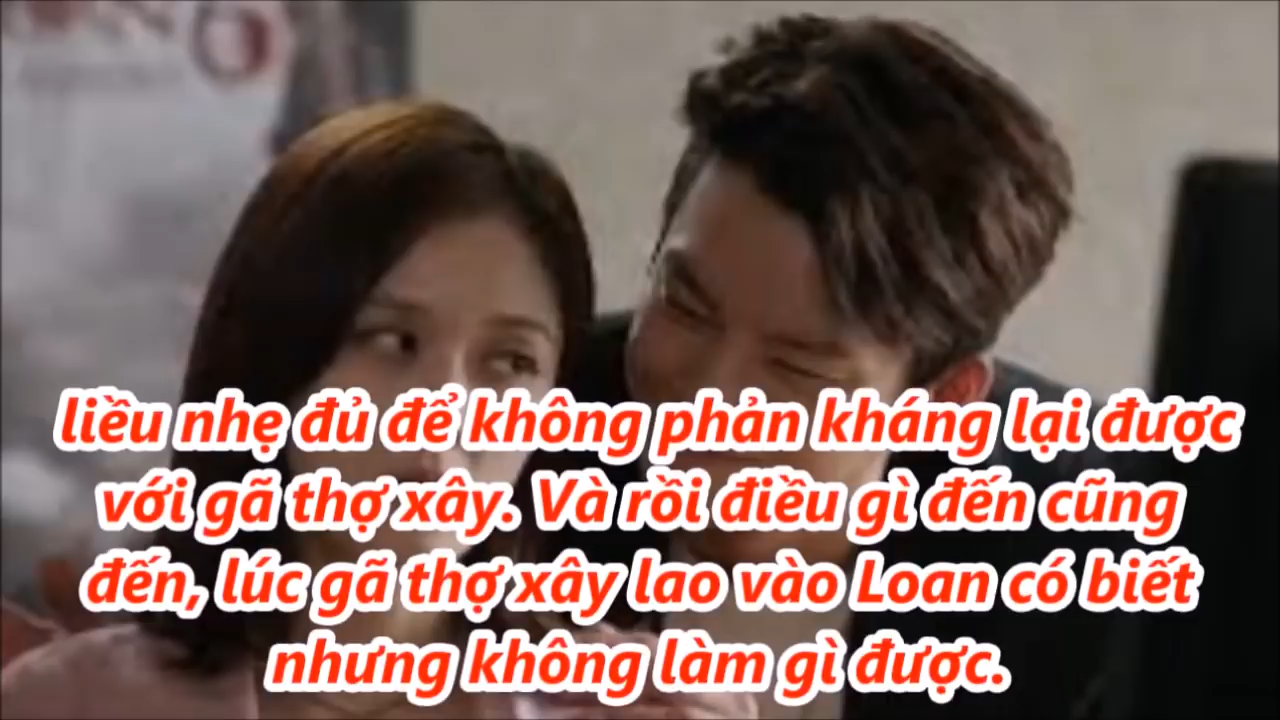 liều nhẹ đủ để không phản kháng lại được
với gã thợ xây. Và rồi điều gì đến cũng
đến, lúc gã thợ xây lao vào Loan có biết
nhưng không làm gì được.